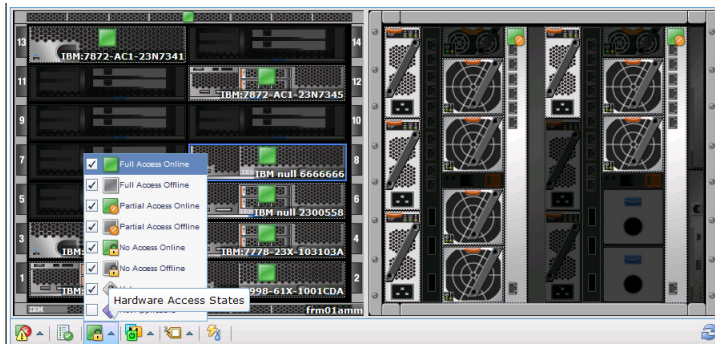 13
14
IBM:7872-AC1-23N7341
11
12
IBM:7872-AC1-23N7345
9
10
7
8
IBM null 6666666
5
6
IBM null 2300558
3
4
IBM:
IBM:7778-23X-103103A
1
2
IBM:
998-61X-1001CDA
IBM
frm01amm
Full Access Online
Full Access Offline
Partial Access Online
Partial Access Offline
No Access Online
No Access Offline
Hardware Access States